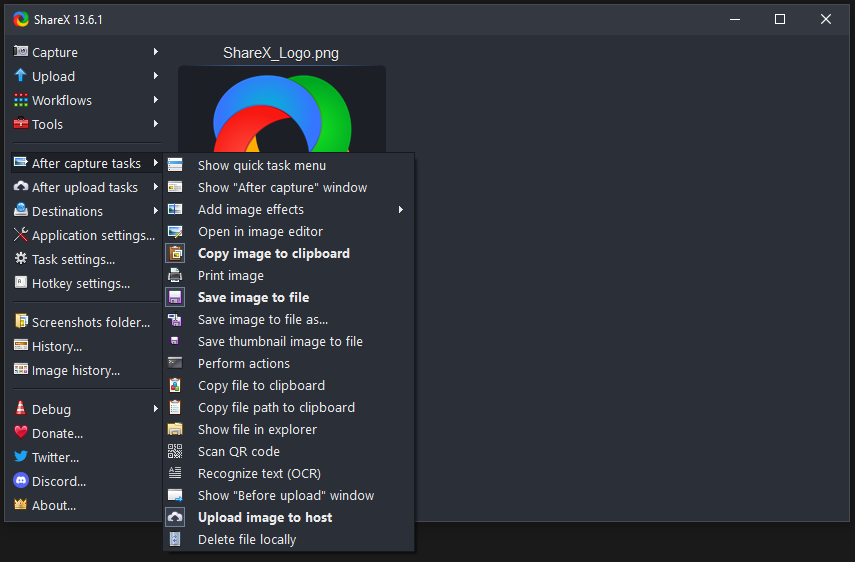 ShareX 13.6.1
Capture
Upload
Workflows
Tools
After capture tasks
After upload tasks
Destinations
Application settings...
Task settings...
Hotkey settings...
Screenshots folder...
History...
Image history...
Debug
Donate...
Twitter...
Discord...
About...
ShareX_Logo.png
Show quick task menu
Show "After capture" window
Add image effects
Open in image editor
Copy image to clipboard
Print image
Save image to file
Save image to file as...
Save thumbnail image to file
Perform actions
Copy file to clipboard
Copy file path to clipboard
Show file in explorer
Scan QR code
Recognize text (OCR)
Show "Before upload" window
Upload image to host
Delete file locally